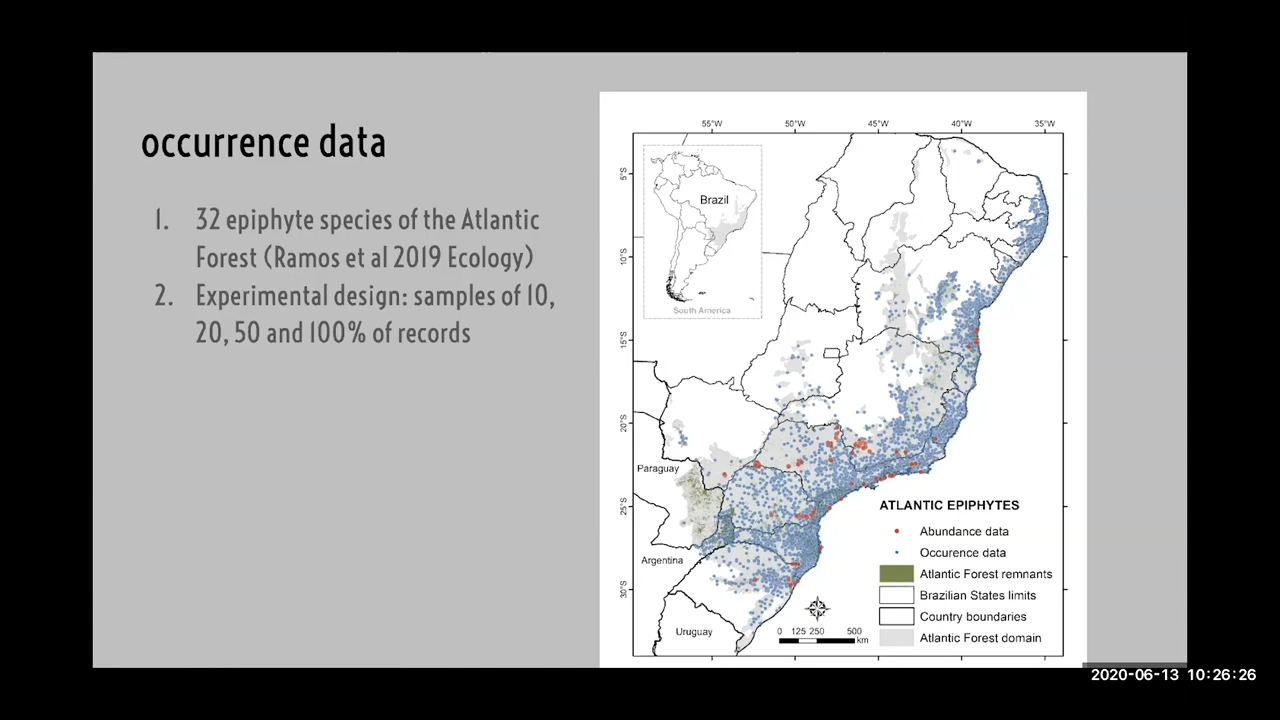 occurrence data
1. 32 epiphyte species of the Atlantic
Forest (Ramos et al 2019 Ecology)
2. Experimental design: samples of 10,
20, 50 and 100% of records
55°W 50°W 45°W 40°W 35°W
5°S
10°S
15°S
20°S
25°S
30°S
Brazil
South America
Paraguay
Argentina
Uruguay
ATLANTIC EPIPHYTES
Abundance data
Occurence data
Atlantic Forest remnants
Brazilian States limits
Country boundaries
Atlantic Forest domain
0 125 250 500
km
2020-06-13 10:26:26